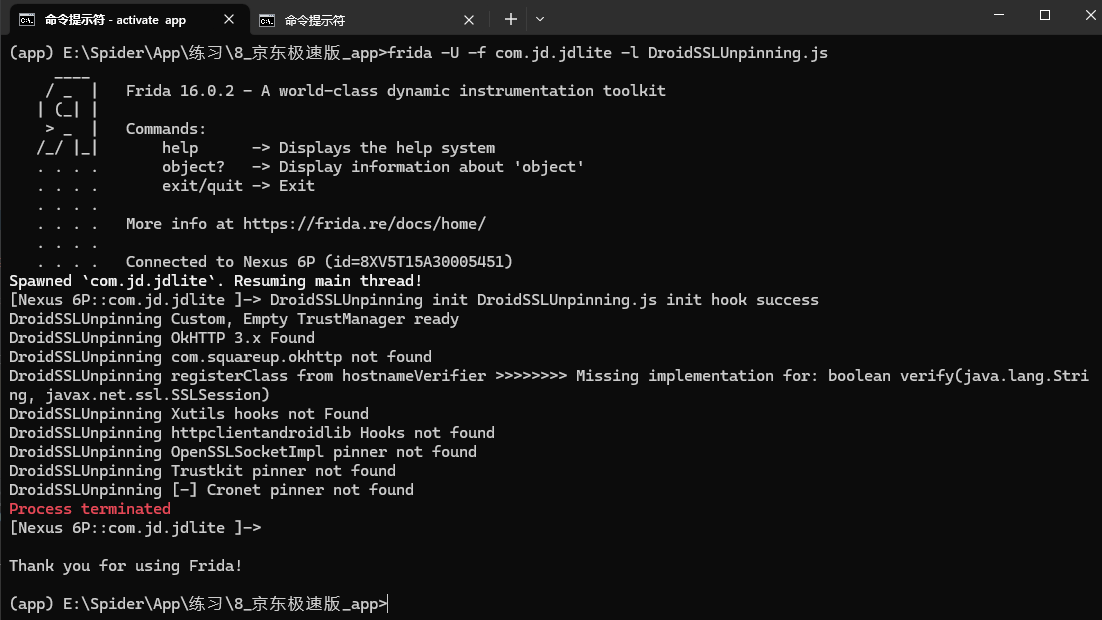 命令提示符 - activate app
命令提示符
(app) E:\Spider\App\练习\8_京东极速版_app>frida -U -f com.jd.jdlite -l DroidSSLUnpinning.js
     ____
    / _  |   Frida 16.0.2 - A world-class dynamic instrumentation toolkit
   | (_| |
    > _  |   Commands:
   /_/ |_|       help      -> Displays the help system
   . . . .       object?   -> Display information about 'object'
   . . . .       exit/quit -> Exit
   . . . .
   . . . .   More info at https://frida.re/docs/home/
   . . . .
   . . . .   Connected to Nexus 6P (id=8XV5T15A30005451)
Spawned `com.jd.jdlite`. Resuming main thread!
[Nexus 6P::com.jd.jdlite ]-> DroidSSLUnpinning init DroidSSLUnpinning.js init hook success
DroidSSLUnpinning Custom, Empty TrustManager ready
DroidSSLUnpinning OkHTTP 3.x Found
DroidSSLUnpinning com.squareup.okhttp not found
DroidSSLUnpinning registerClass from hostnameVerifier >>>>>>>> Missing implementation for: boolean verify(java.lang.Stri
ng, javax.net.ssl.SSLSession)
DroidSSLUnpinning Xutils hooks not Found
DroidSSLUnpinning httpclientandroidlib Hooks not found
DroidSSLUnpinning OpenSSLSocketImpl pinner not found
DroidSSLUnpinning Trustkit pinner not found
DroidSSLUnpinning [-] Cronet pinner not found
Process terminated
[Nexus 6P::com.jd.jdlite ]->
Thank you for using Frida!
(app) E:\Spider\App\练习\8_京东极速版_app>